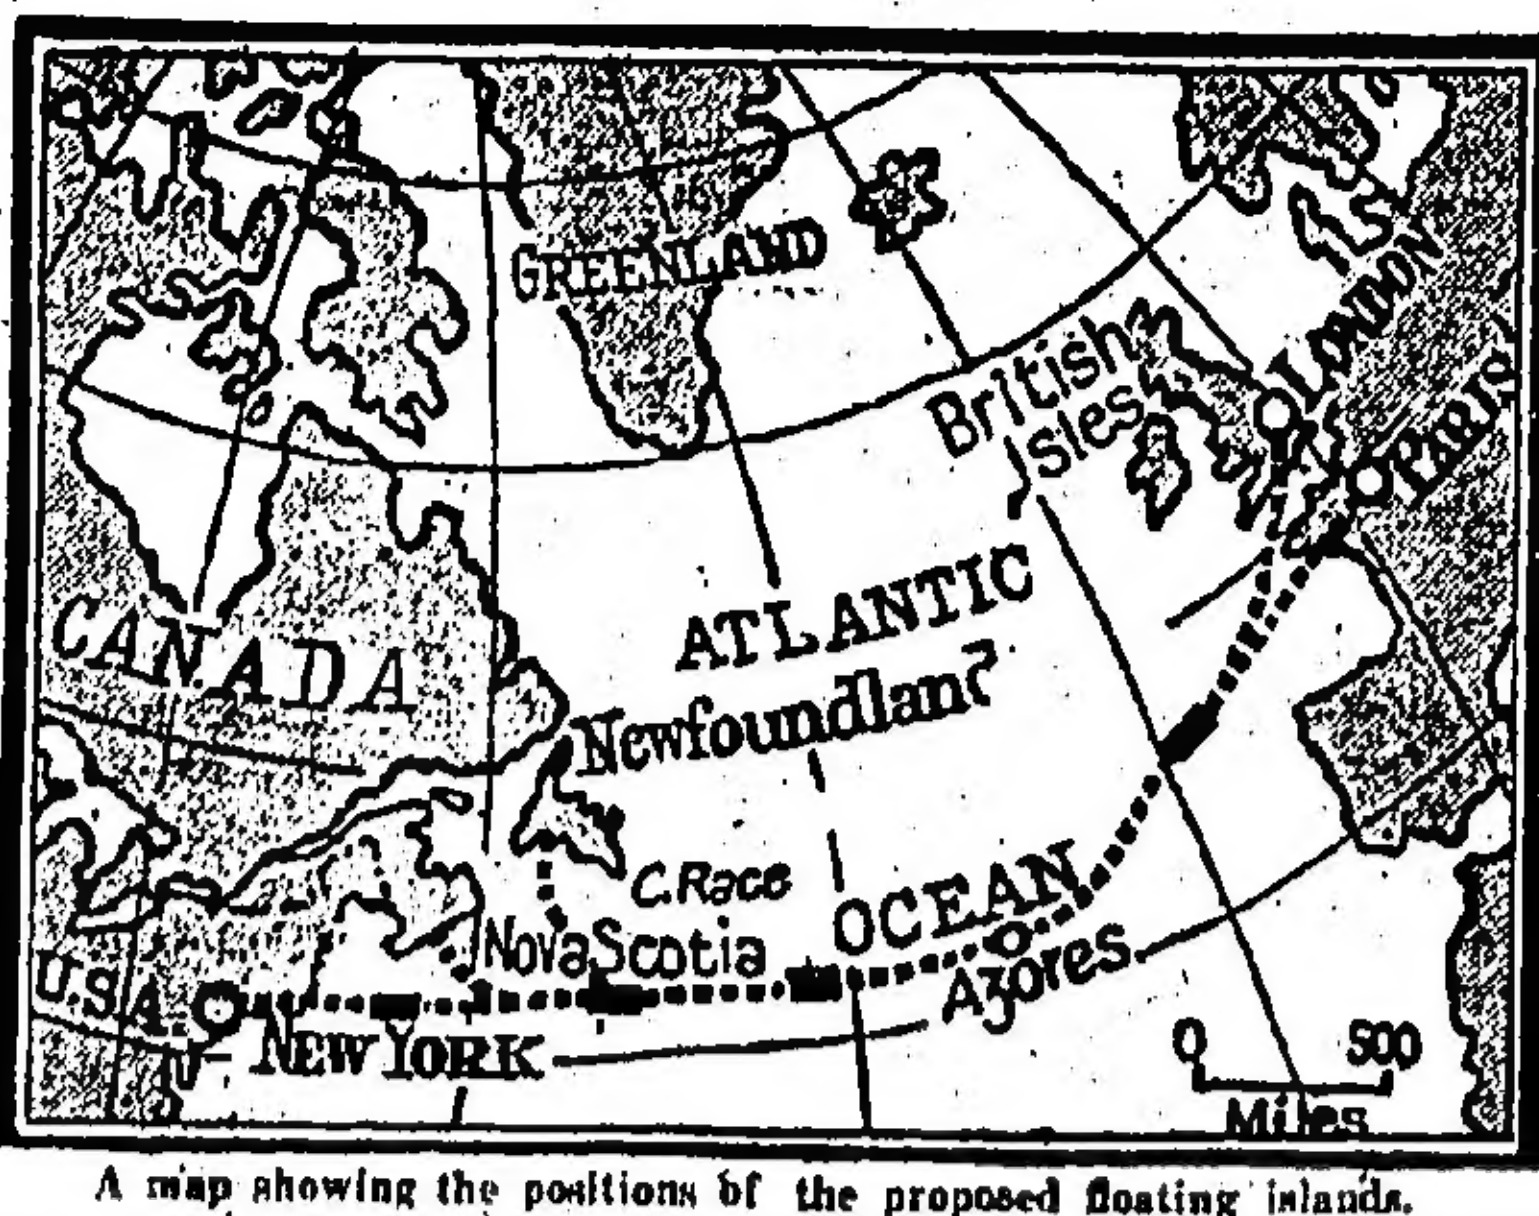 GREENLAND
LONDON
British
Isles
PARIS
CANADA
ATLANTIC
Newfoundland
C. Race
OCEAN
Nova Scotia
Azores
U.S.A.
NEW YORK
0 500
Miles
A map showing the positions of the proposed floating islands.